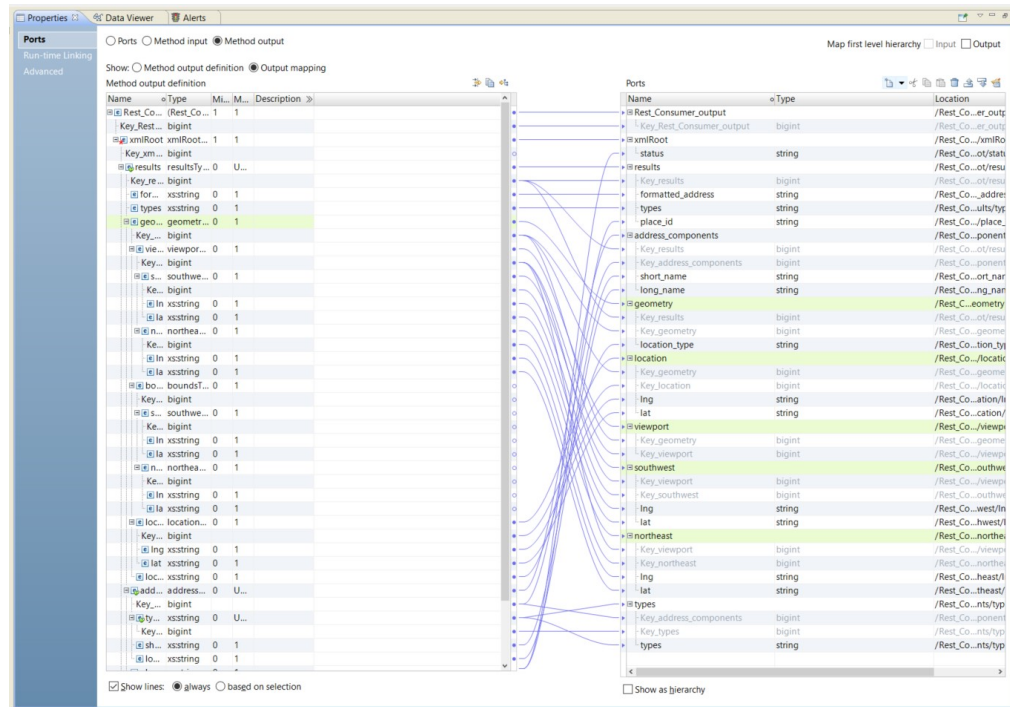 Properties Data Viewer Alerts
Ports
Run-time Linking
Advanced
Ports Method input Method output
Map first level hierarchy Input Output
Show: Method output definition Output mapping
Method output definition
Name Type Mi... M... Description
Rest_Co... (Rest_Co... 1 1
Key_Rest... bigint
xmlRoot xmlRoot... 1 1
Key_xm... bigint
results resultsTy... 0 U...
Key_re... bigint
for... xs:string 0 1
types xs:string 0 1
geo... geometr... 0 1
Key_... bigint
vie... viewpor... 0 1
Key... bigint
s... southwe... 0 1
Ke... bigint
ln xs:string 0 1
la xs:string 0 1
n... northea... 0 1
Ke... bigint
ln xs:string 0 1
la xs:string 0 1
bo... boundsT... 0 1
Key... bigint
s... southwe... 0 1
Ke... bigint
ln xs:string 0 1
la xs:string 0 1
n... northea... 0 1
Ke... bigint
ln xs:string 0 1
la xs:string 0 1
loc... location... 0 1
Key... bigint
lng xs:string 0 1
lat xs:string 0 1
loc... xs:string 0 1
add... address... 0 U...
Key_... bigint
ty... xs:string 0 U...
Key... bigint
sh... xs:string 0 1
lo... xs:string 0 1
Show lines: always based on selection
Ports
Name Type Location
Rest_Consumer_output /Rest_Co...er_outp
Key_Rest_Consumer_output bigint /Rest_Co...er_outp
xmlRoot /Rest_Co.../xmlRo
status string /Rest_Co...ot/statu
results /Rest_Co...ot/resu
Key_results bigint /Rest_Co...ot/resu
formatted_address string /Rest_Co..._addres
types string /Rest_Co...ults/typ
place_id string /Rest_Co.../place_
address_components /Rest_Co...ponent
Key_results bigint /Rest_Co...ot/resu
Key_address_components bigint /Rest_Co...ponent
short_name string /Rest_Co...ort_nar
long_name string /Rest_Co...ng_nan
geometry /Rest_C...eometry
Key_results bigint /Rest_Co...ot/resu
Key_geometry bigint /Rest_Co...geome
location_type string /Rest_Co...tion_typ
location /Rest_Co.../locatio
Key_geometry bigint /Rest_Co...geome
Key_location bigint /Rest_Co.../locatio
lng string /Rest_Co...ation/ln
lat string /Rest_Co...cation/
viewport /Rest_Co.../viewpo
Key_geometry bigint /Rest_Co...geome
Key_viewport bigint /Rest_Co.../viewpo
southwest /Rest_Co...outhwe
Key_viewport bigint /Rest_Co.../viewpo
Key_southwest bigint /Rest_Co...outhwe
lng string /Rest_Co...west/ln
lat string /Rest_Co...hwest/l
northeast /Rest_Co...northea
Key_viewport bigint /Rest_Co.../viewpo
Key_northeast bigint /Rest_Co...northea
lng string /Rest_Co...heast/l
lat string /Rest_Co...theast/
types /Rest_Co...nts/typ
Key_address_components bigint /Rest_Co...ponent
Key_types bigint /Rest_Co...nts/typ
types string /Rest_Co...nts/typ
Show as hierarchy